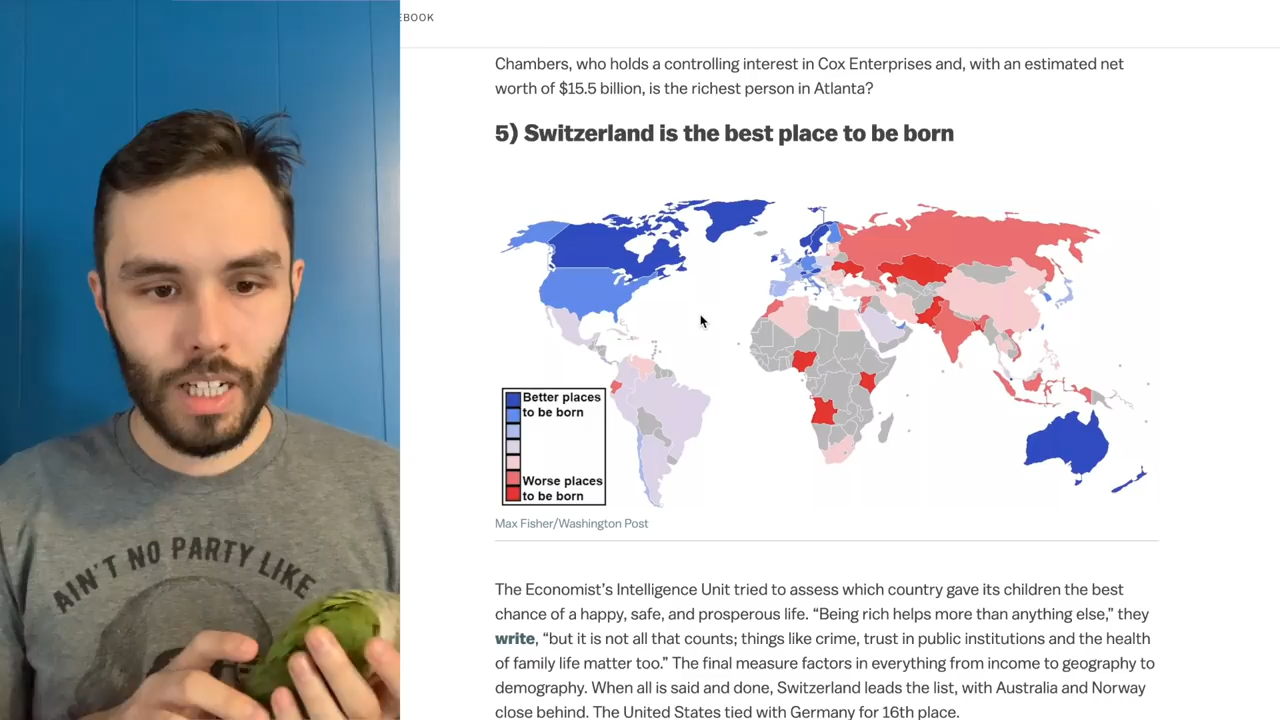 EBOOK
Chambers, who holds a controlling interest in Cox Enterprises and, with an estimated net
worth of $15.5 billion, is the richest person in Atlanta?
5) Switzerland is the best place to be born
Better places
to be born
Worse places
to be born
Max Fisher/Washington Post
The Economist’s Intelligence Unit tried to assess which country gave its children the best
chance of a happy, safe, and prosperous life. “Being rich helps more than anything else,” they
write, “but it is not all that counts; things like crime, trust in public institutions and the health
of family life matter too.” The final measure factors in everything from income to geography to
demography. When all is said and done, Switzerland leads the list, with Australia and Norway
close behind. The United States tied with Germany for 16th place.
AIN'T NO PARTY LIKE